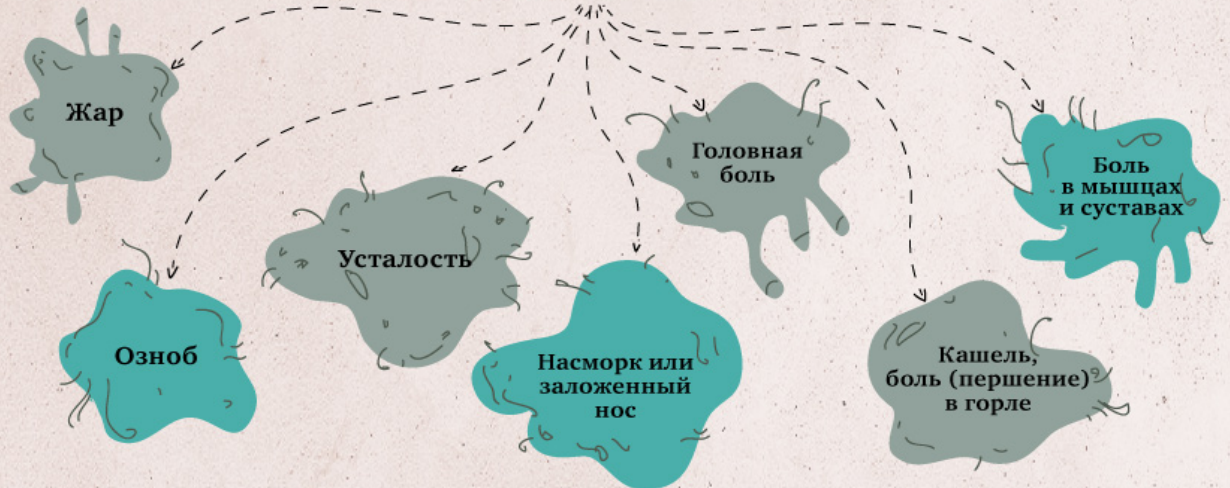 Жар
Головная
боль
Боль
в мышцах
и суставах
Усталость
Озноб
Насморк или
заложенный
нос
Кашель,
боль (першение)
в горле